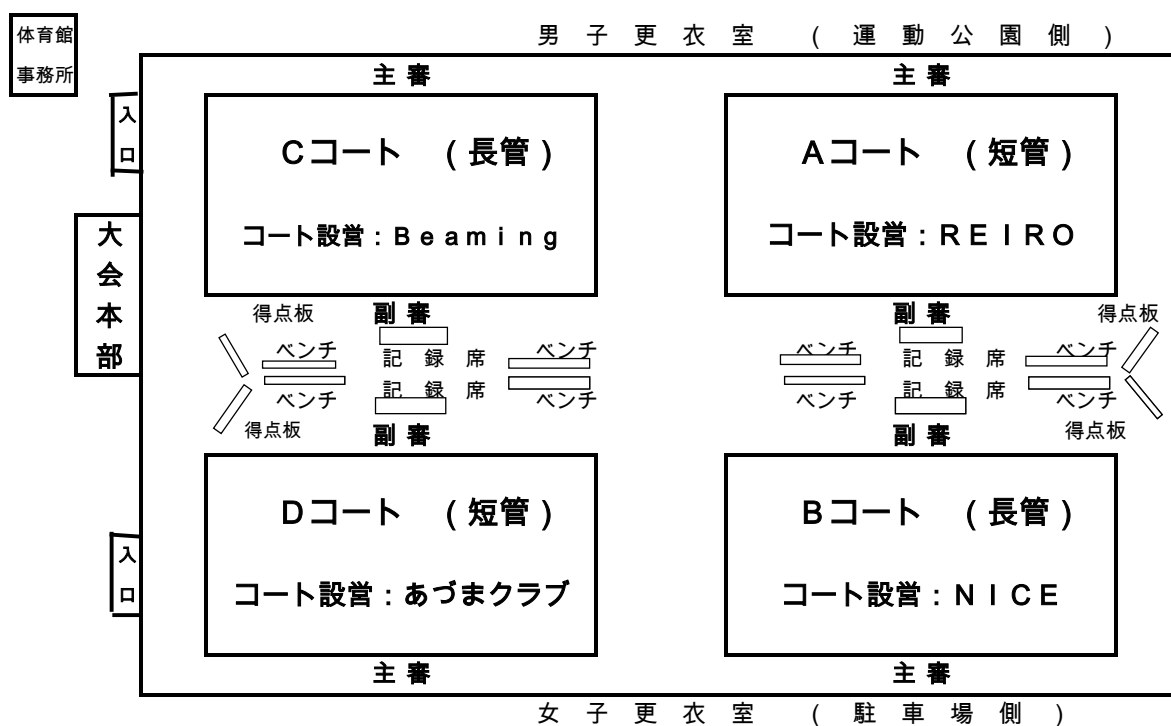 体育館
事務所
男子更衣室（運動公園側）
主審
主審
入口
Cコート （長管）
コート設営：Beaming
Aコート （短管）
コート設営：REIRO
大会本部
得点板
副審
副審
得点板
ベンチ
記録席
ベンチ
ベンチ
記録席
ベンチ
ベンチ
記録席
ベンチ
ベンチ
記録席
ベンチ
得点板
副審
副審
得点板
入口
Dコート （短管）
コート設営：あづまクラブ
Bコート （長管）
コート設営：NICE
主審
主審
女子更衣室（駐車場側）